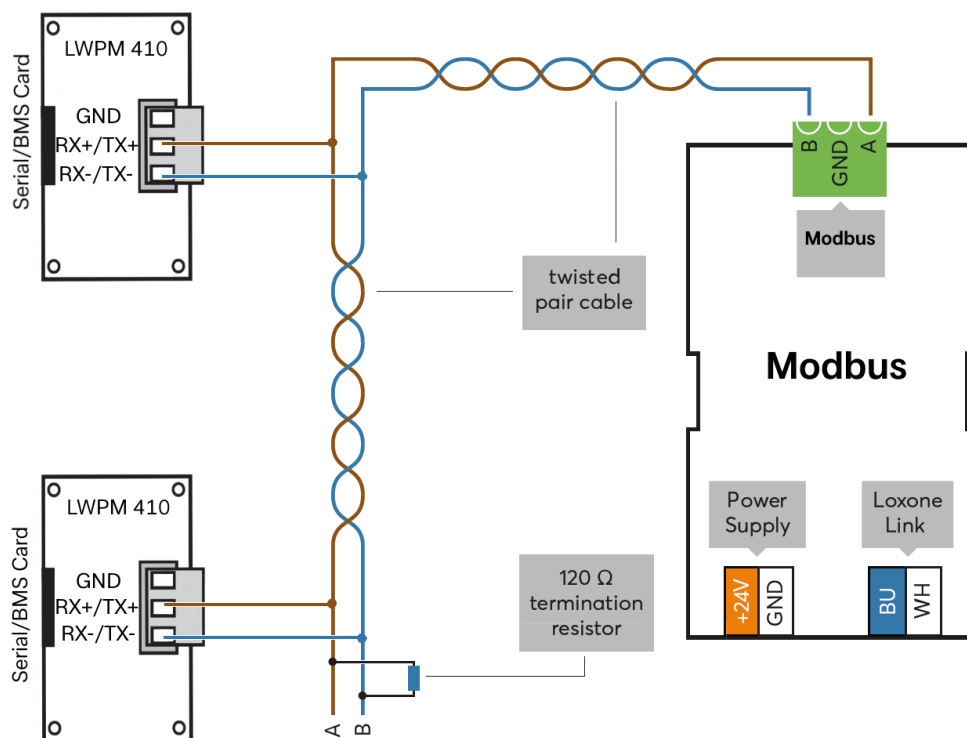 Serial/BMS Card
LWPM 410
GND
RX+/TX+
RX-/TX-
B
GND
A
Modbus
twisted
pair cable
Modbus
Serial/BMS Card
LWPM 410
GND
RX+/TX+
RX-/TX-
Power
Supply
Loxone
Link
120 Ω
termination
resistor
+24V
GND
BU
WH
A
B